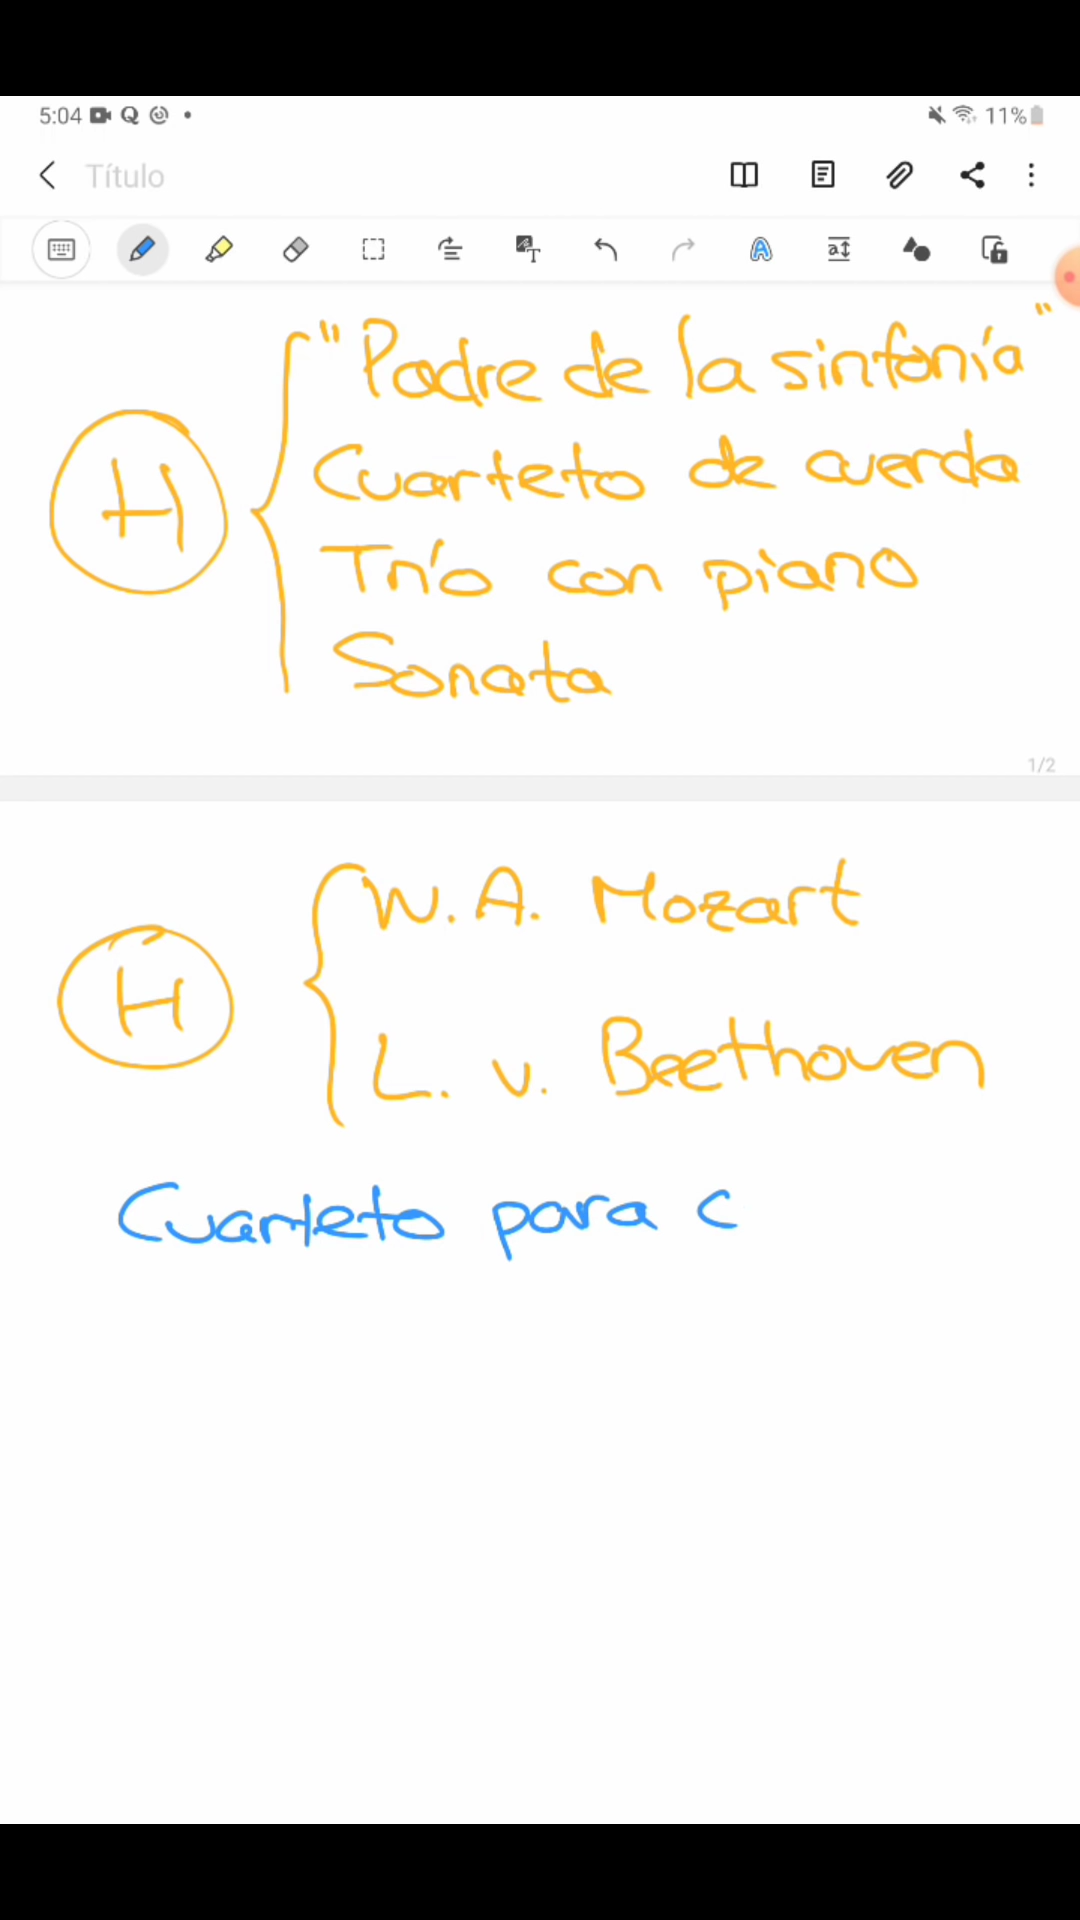 5:04
11%
Título
a
"Padre de la sinfonía"
H
Cuarteto de cuerda
Trío con piano
Sonata
1/2
W. A. Mozart
H
L. v. Beethoven
Cuarteto para c